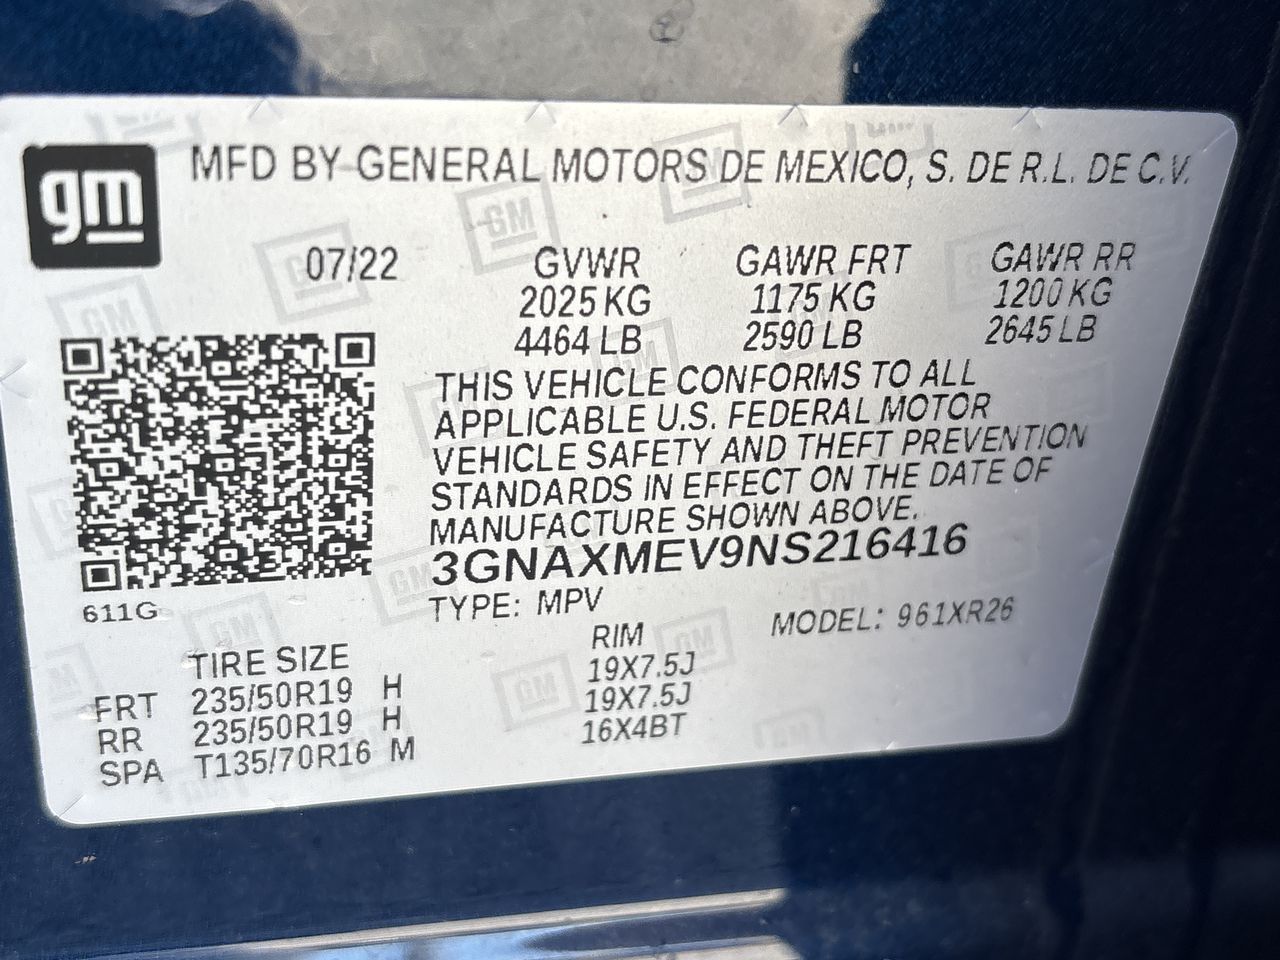 gm
MFD BY GENERAL MOTORS DE MEXICO, S. DE R.L. DE C.V.
07/22 GVWR GAWR FRT GAWR RR
2025 KG 1175 KG 1200 KG
4464 LB 2590 LB 2645 LB
THIS VEHICLE CONFORMS TO ALL
APPLICABLE U.S. FEDERAL MOTOR
VEHICLE SAFETY AND THEFT PREVENTION
STANDARDS IN EFFECT ON THE DATE OF
MANUFACTURE SHOWN ABOVE.
3GNAXMEV9NS216416
611G
TYPE: MPV MODEL: 961XR26
TIRE SIZE RIM
FRT 235/50R19 H 19X7.5J
RR 235/50R19 H 19X7.5J
SPA T135/70R16 M 16X4BT